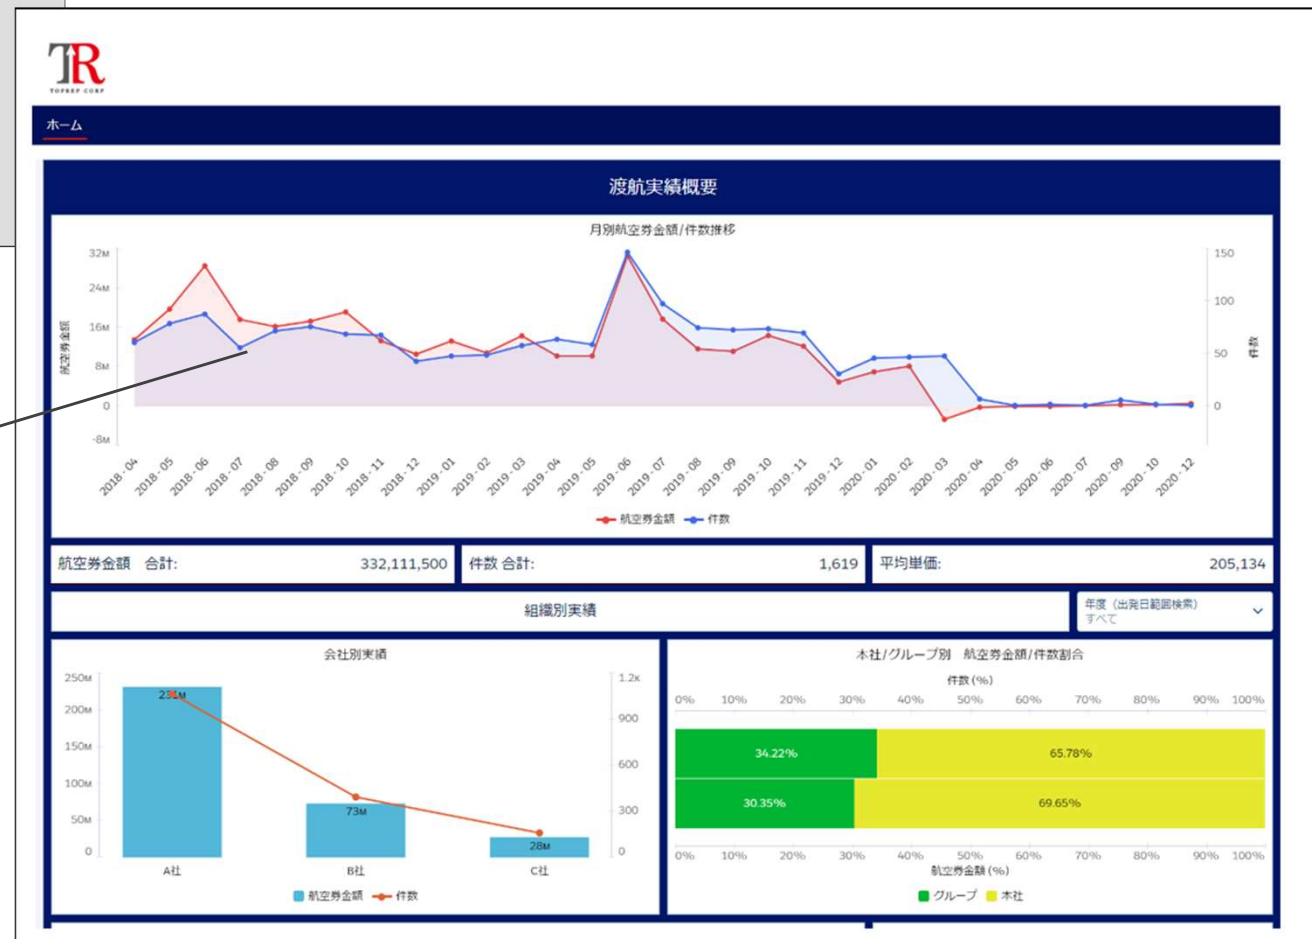 TR
TOPREP CORP
ホーム
渡航実績概要
月別航空券金額/件数推移
32M
24M
16M
8M
0
-8M
航空券金額
150
100
50
0
件数
2018 - 04
2018 - 05
2018 - 06
2018 - 07
2018 - 08
2018 - 09
2018 - 10
2018 - 11
2018 - 12
2019 - 01
2019 - 02
2019 - 03
2019 - 04
2019 - 05
2019 - 06
2019 - 07
2019 - 08
2019 - 09
2019 - 10
2019 - 11
2019 - 12
2020 - 01
2020 - 02
2020 - 03
2020 - 04
2020 - 05
2020 - 06
2020 - 07
2020 - 09
2020 - 10
2020 - 12
航空券金額 件数
航空券金額 合計: 332,111,500
件数 合計: 1,619
平均単価: 205,134
組織別実績
年度（出発日範囲検索）
すべて
会社別実績
250M
200M
150M
100M
50M
0
1.2K
900
600
300
0
231M
73M
28M
A社
B社
C社
航空券金額 件数
本社/グループ別 航空券金額/件数割合
件数 (%)
0% 10% 20% 30% 40% 50% 60% 70% 80% 90% 100%
34.22% 65.78%
30.35% 69.65%
0% 10% 20% 30% 40% 50% 60% 70% 80% 90% 100%
航空券金額 (%)
グループ 本社